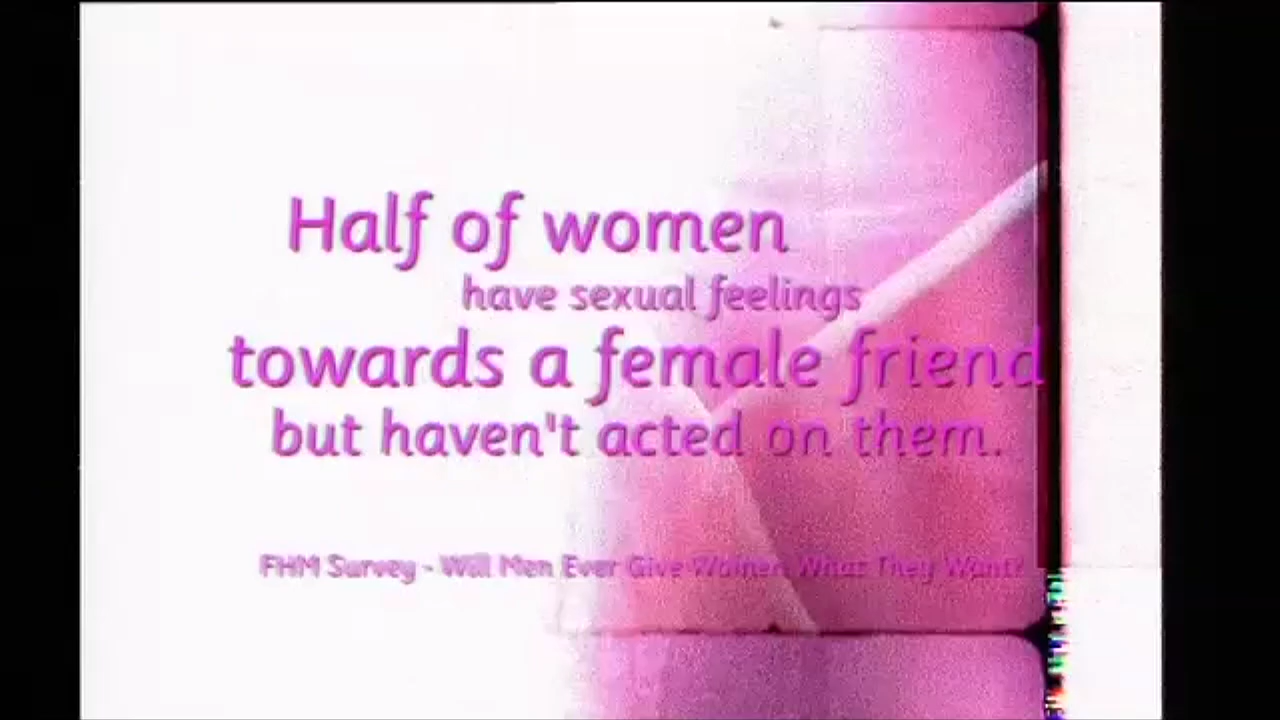 Half of women
have sexual feelings
towards a female friend
but haven't acted on them.
FHM Survey - Will Men Ever Give Women What They Want?